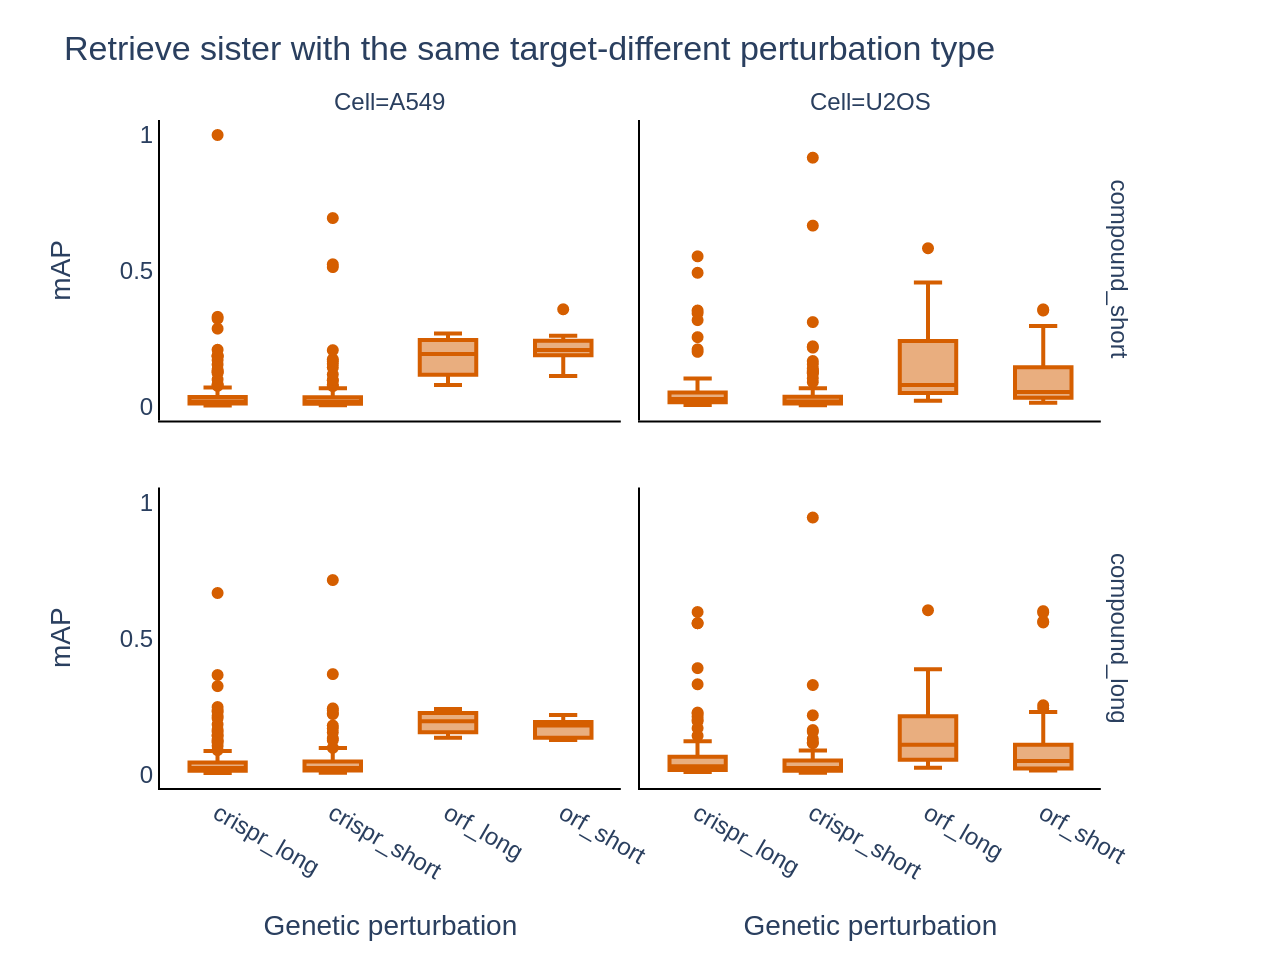 Retrieve sister with the same target-different perturbation type
Cell=A549
Cell=U2OS
1
0.5
0
mAP
compound_short
1
0.5
0
mAP
compound_long
crispr_long
crispr_short
orf_long
orf_short
crispr_long
crispr_short
orf_long
orf_short
Genetic perturbation
Genetic perturbation